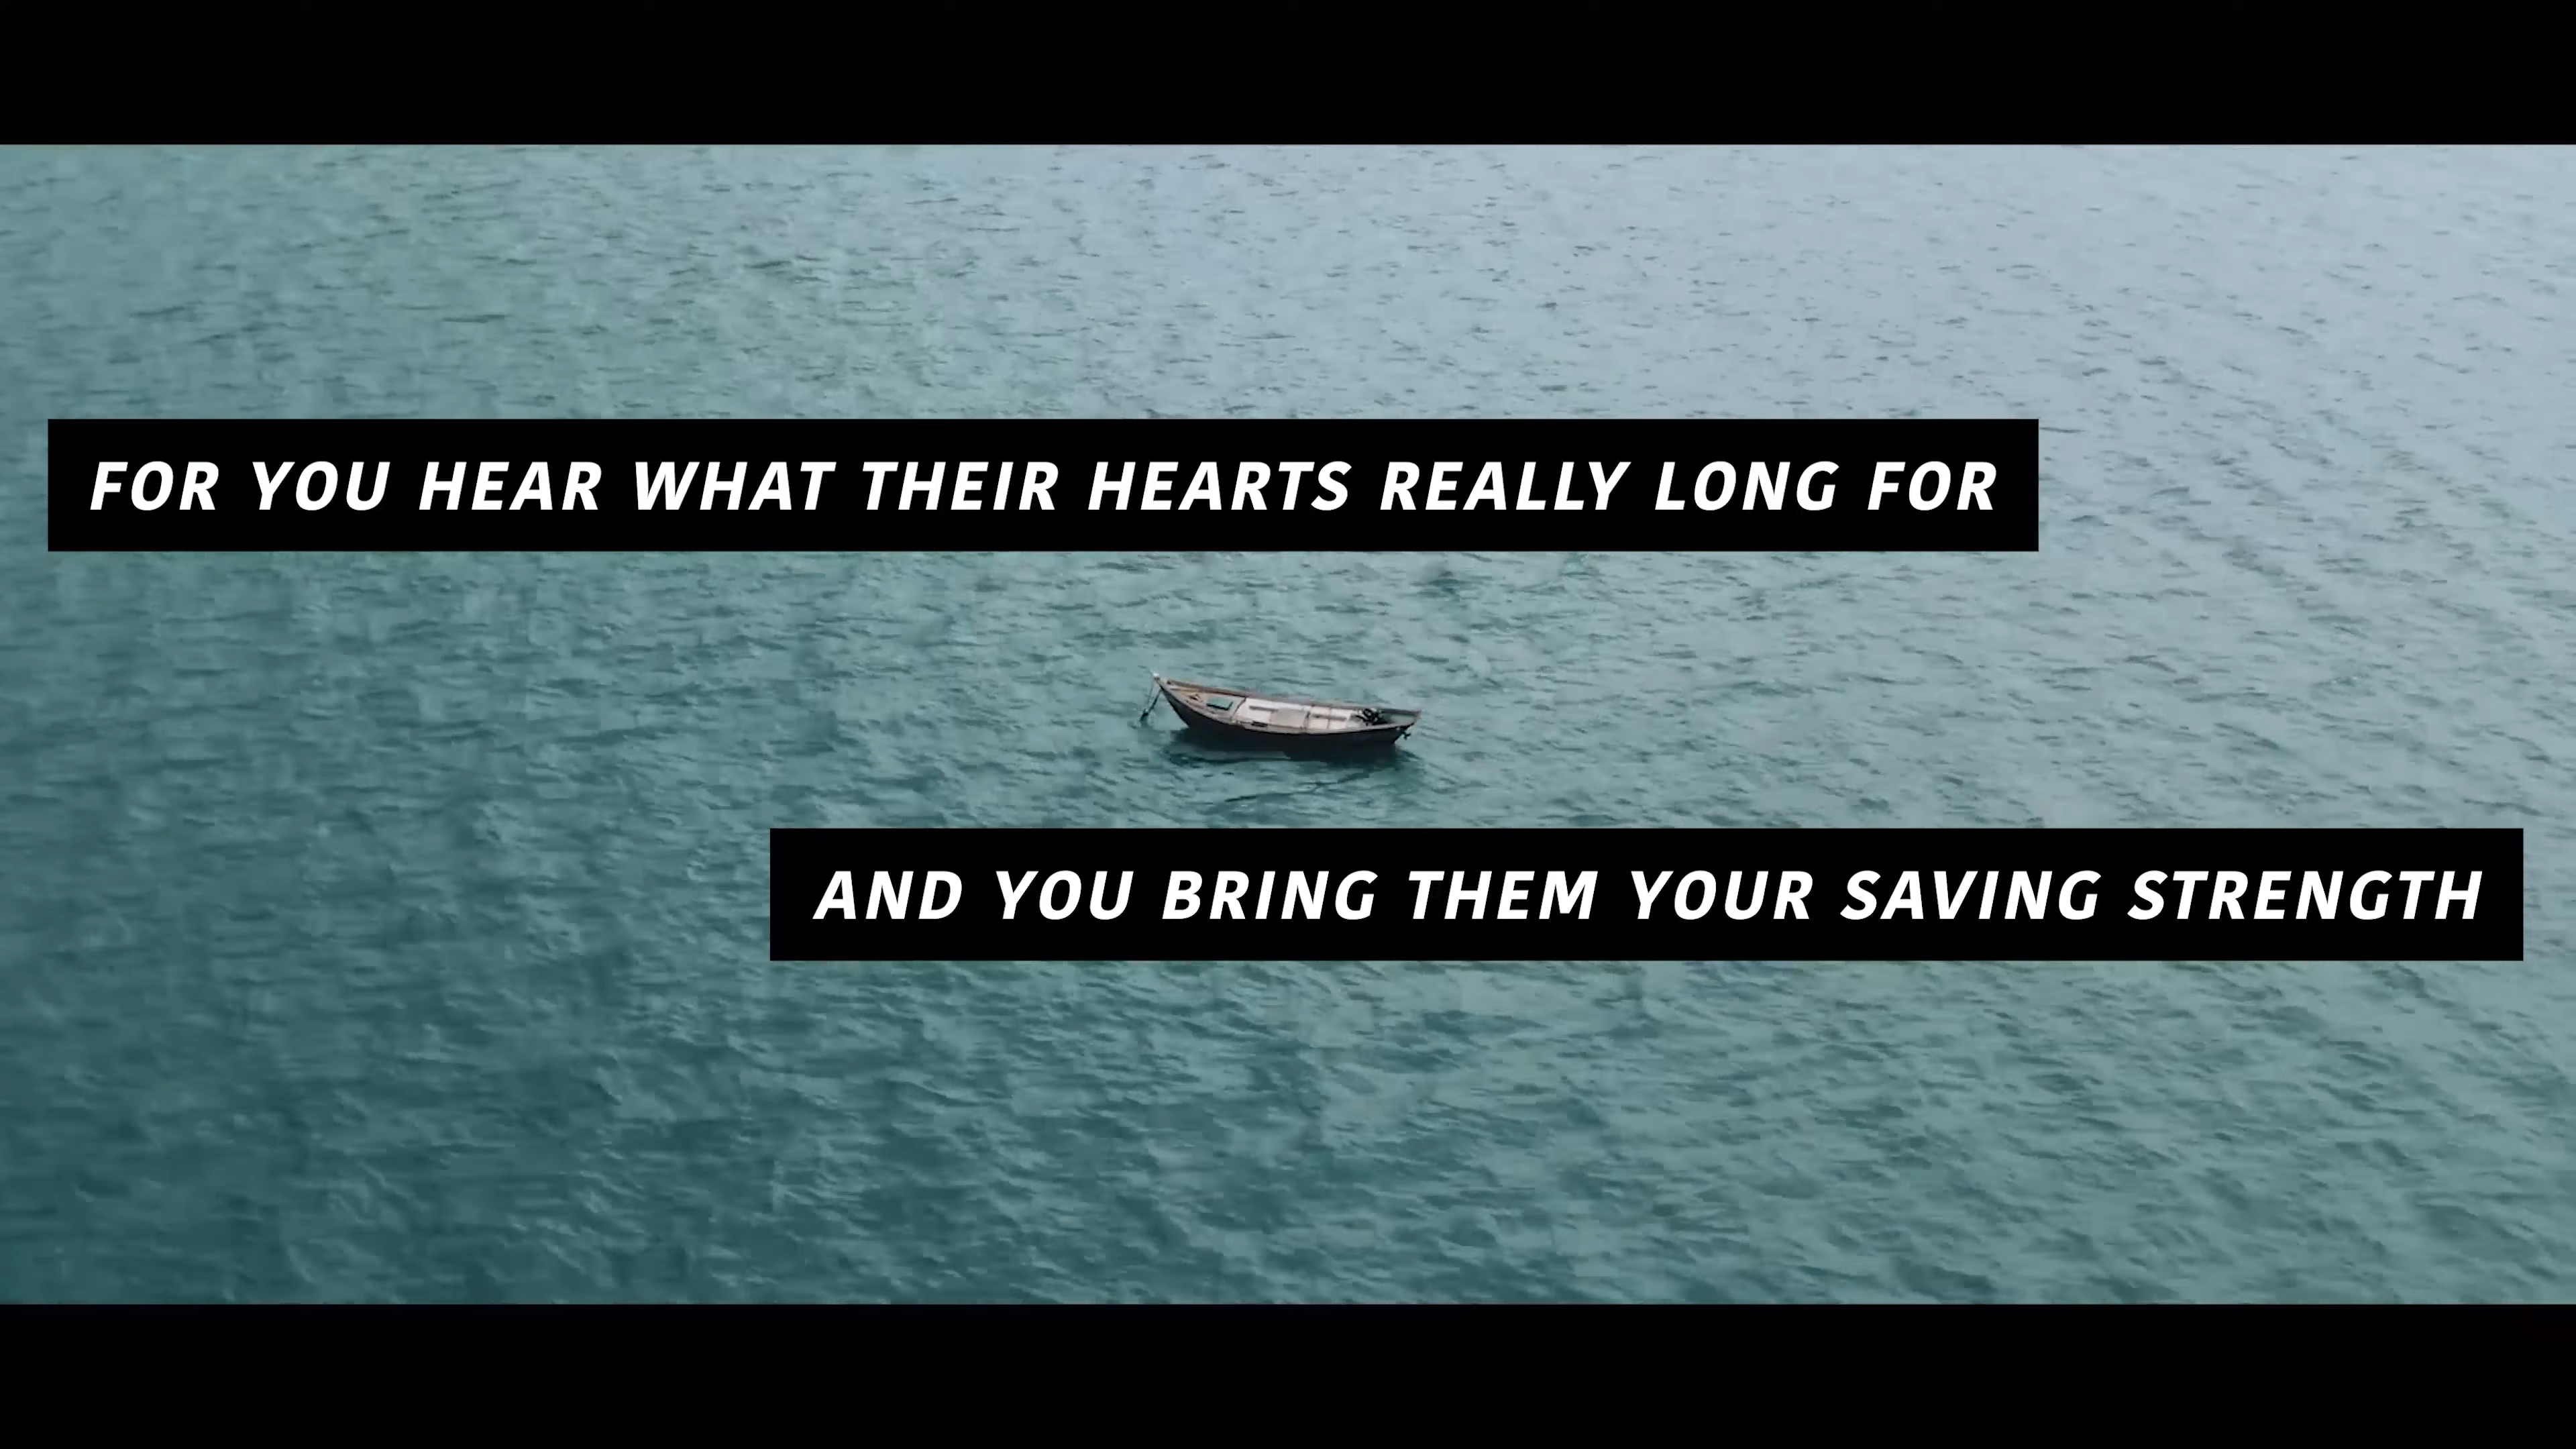 FOR YOU HEAR WHAT THEIR HEARTS REALLY LONG FOR
AND YOU BRING THEM YOUR SAVING STRENGTH